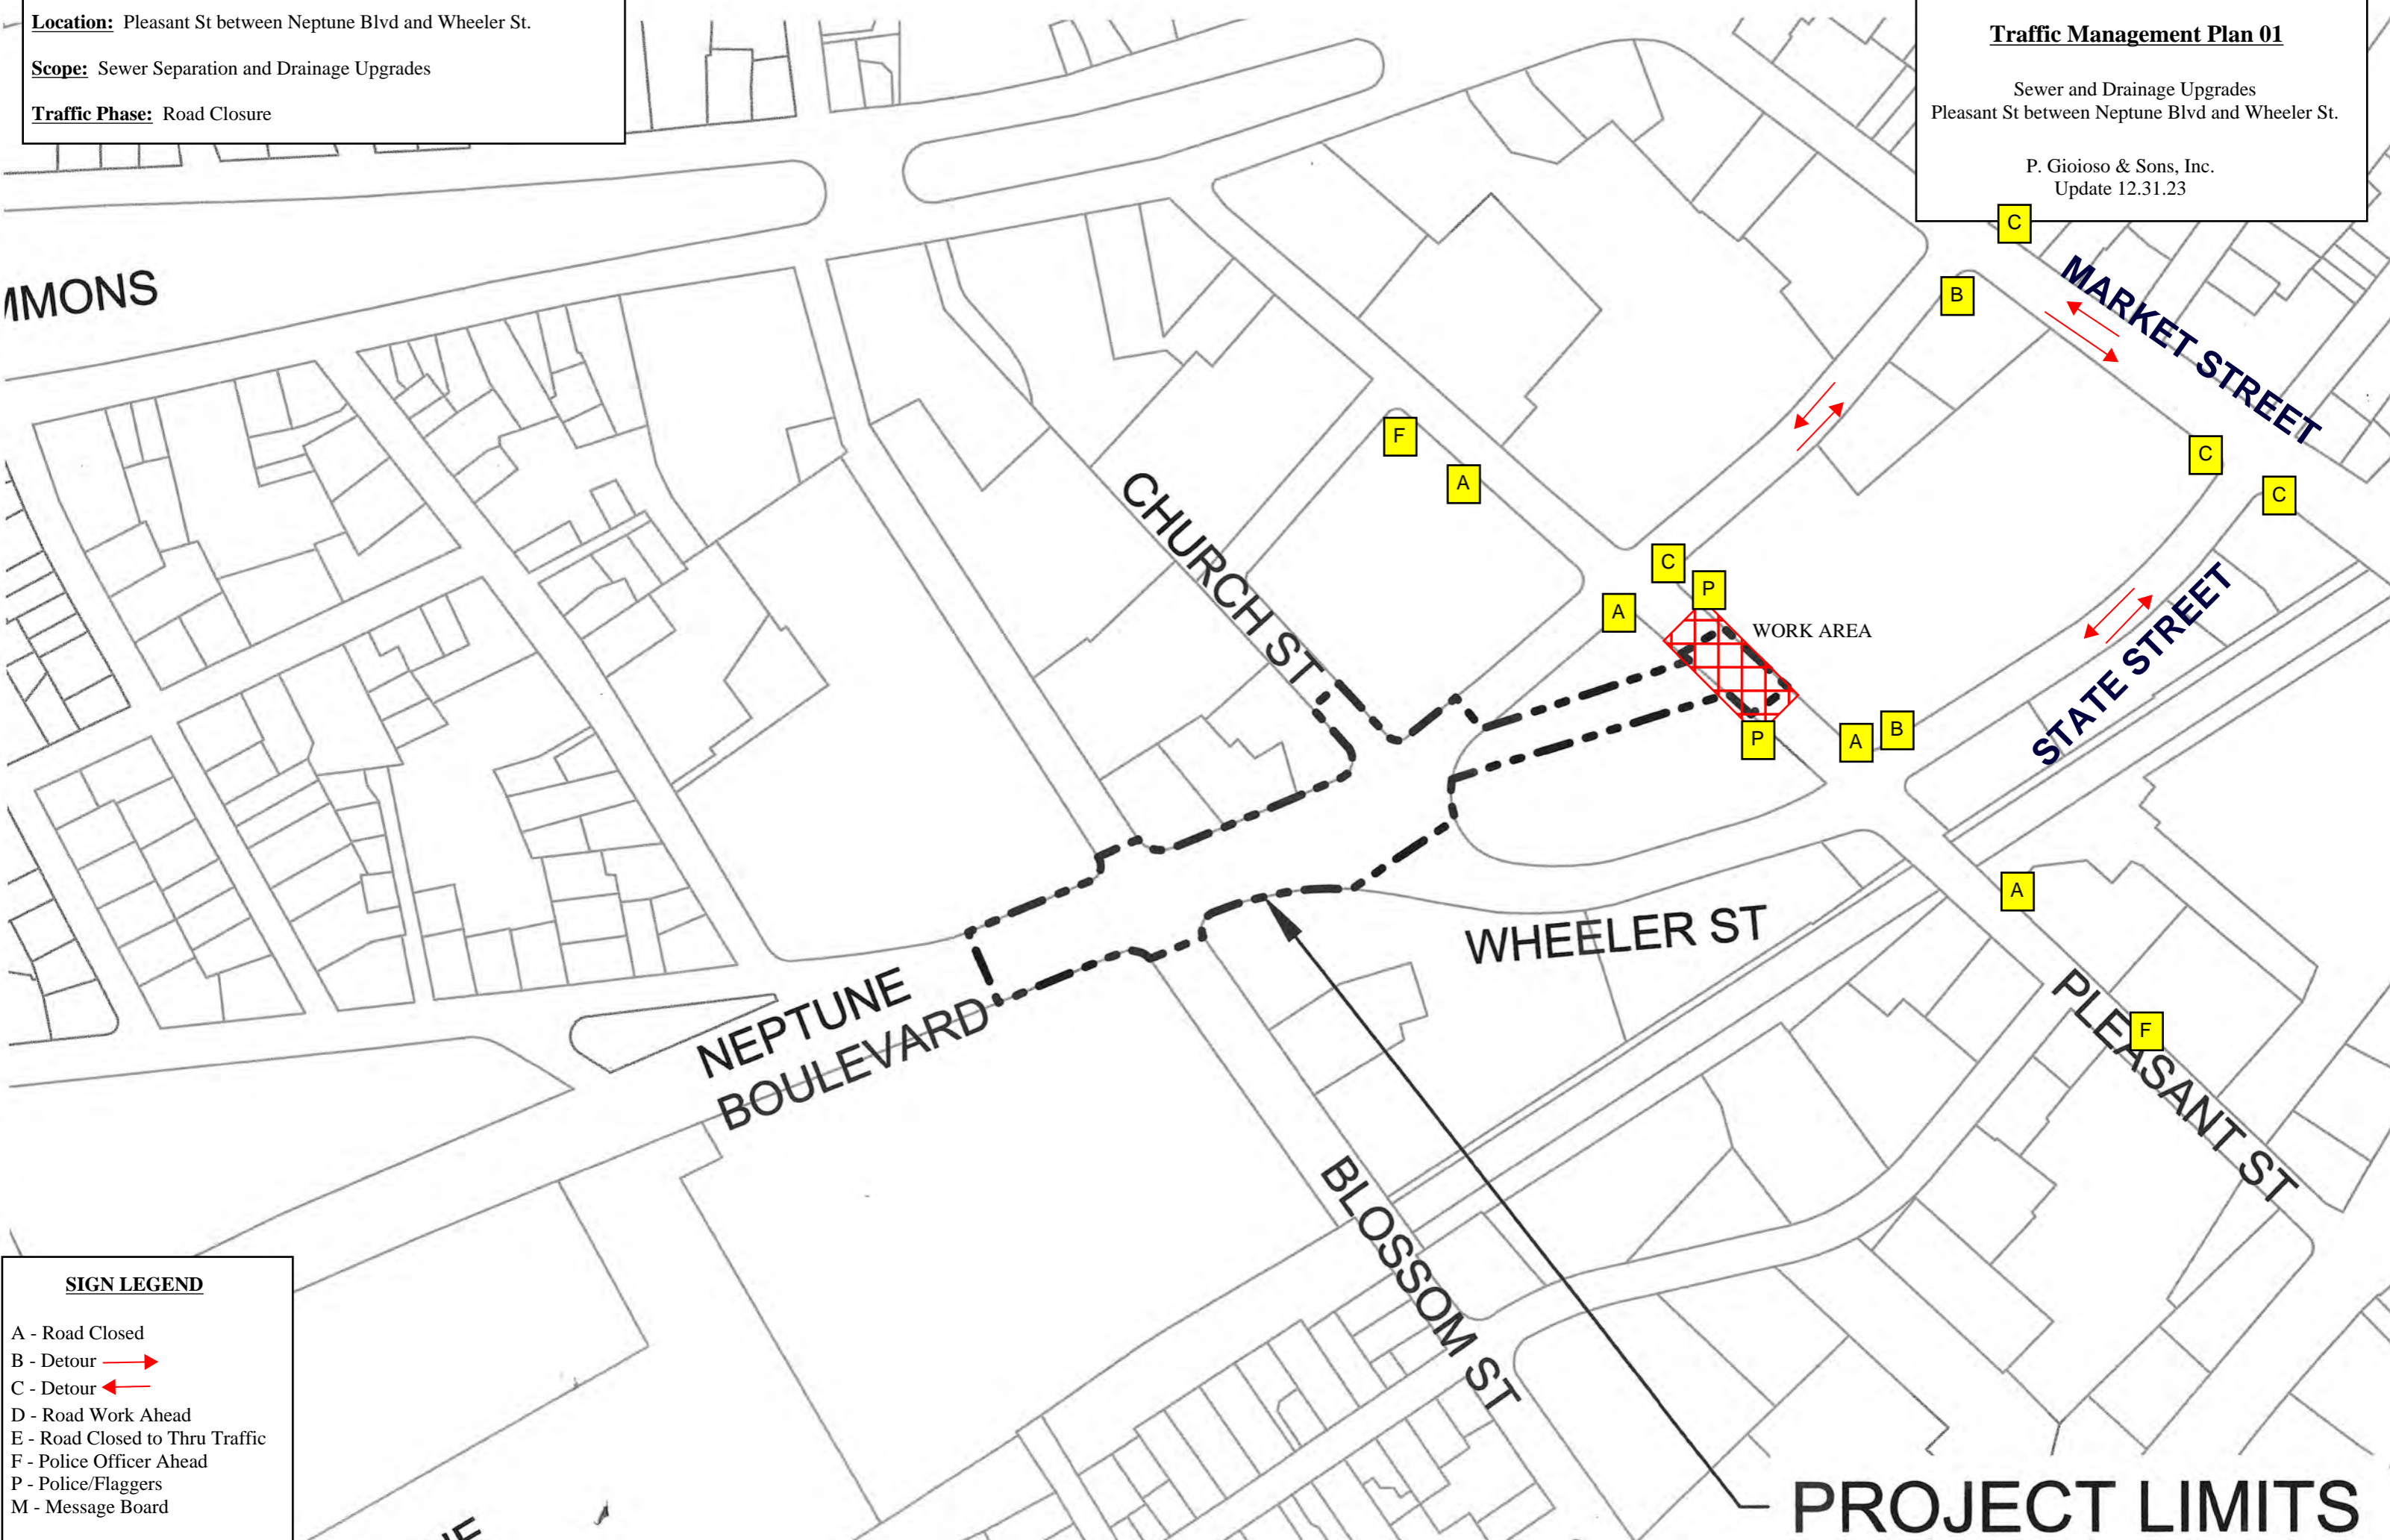 Location: Pleasant St between Neptune Blvd and Wheeler St.
Scope: Sewer Separation and Drainage Upgrades
Traffic Phase: Road Closure
Traffic Management Plan 01
Sewer and Drainage Upgrades
Pleasant St between Neptune Blvd and Wheeler St.
P. Gioioso & Sons, Inc.
Update 12.31.23
C
MMONS
B
MARKET STREET
F
A
C
C
CHURCH ST
C
P
A
WORK AREA
STATE STREET
P
A
B
A
WHEELER ST
NEPTUNE
BOULEVARD
PLEASANT ST
F
BLOSSOM ST
SIGN LEGEND
A - Road Closed
B - Detour
C - Detour
D - Road Work Ahead
E - Road Closed to Thru Traffic
F - Police Officer Ahead
P - Police/Flaggers
M - Message Board
PROJECT LIMITS